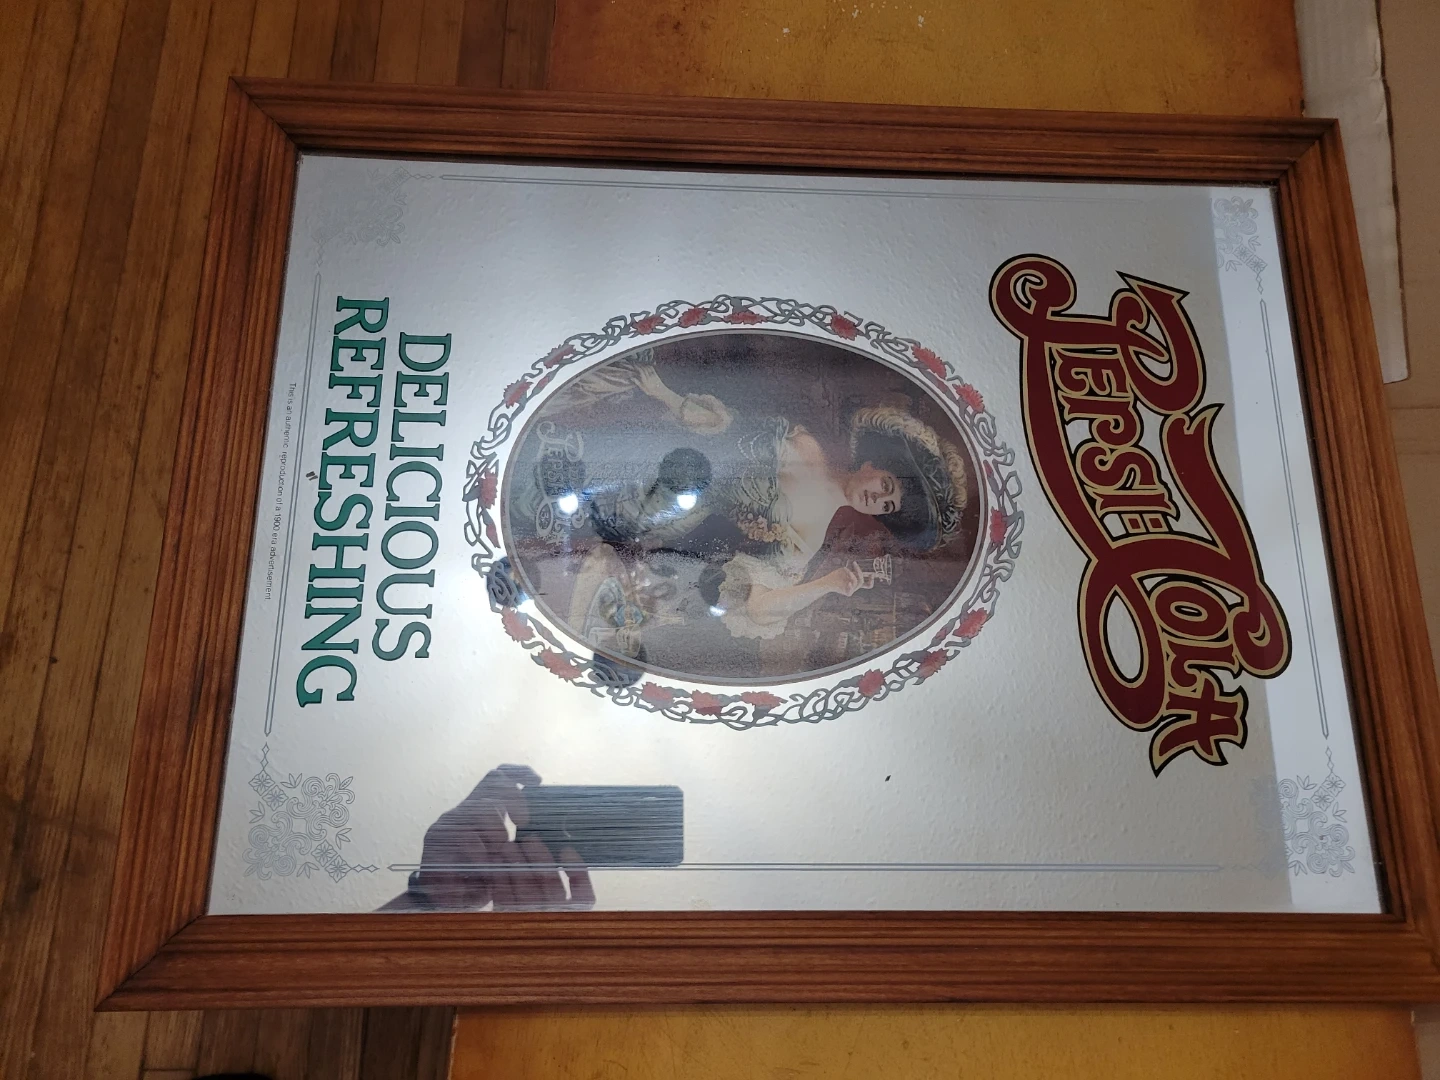 PEPSI=COLA
DELICIOUS
REFRESHING
This is an authentic reproduction of a 1900 era advertisement